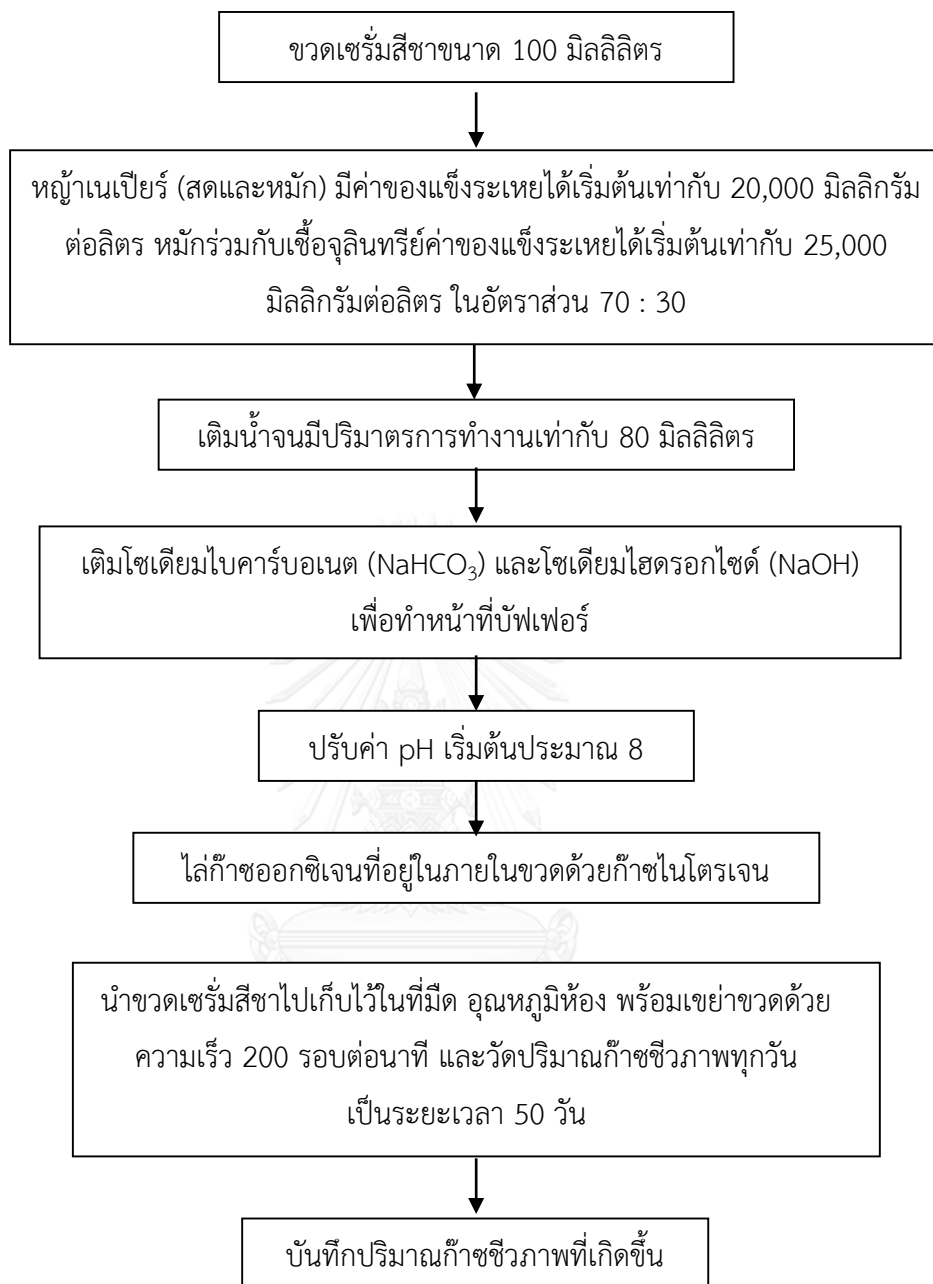 ขวดเซรั่มสีชาขนาด 100 มิลลิลิตร
หญ้าเนเปียร์ (สดและหมัก) มีค่าของแข็งระเหยได้เริ่มต้นเท่ากับ 20,000 มิลลิกรัม
ต่อลิตร หมักร่วมกับเชื้อจุลินทรีย์ค่าของแข็งระเหยได้เริ่มต้นเท่ากับ 25,000
มิลลิกรัมต่อลิตร ในอัตราส่วน 70 : 30
เติมน้ำจนมีปริมาตรการทำงานเท่ากับ 80 มิลลิลิตร
เติมโซเดียมไบคาร์บอเนต (NaHCO₃) และโซเดียมไฮดรอกไซด์ (NaOH)
เพื่อทำหน้าที่บัฟเฟอร์
ปรับค่า pH เริ่มต้นประมาณ 8
ไล่ก๊าซออกซิเจนที่อยู่ในภายในขวดด้วยก๊าซไนโตรเจน
นำขวดเซรั่มสีชาไปเก็บไว้ในที่มืด อุณหภูมิห้อง พร้อมเขย่าขวดด้วย
ความเร็ว 200 รอบต่อนาที และวัดปริมาณก๊าซชีวภาพทุกวัน
เป็นระยะเวลา 50 วัน
บันทึกปริมาณก๊าซชีวภาพที่เกิดขึ้น